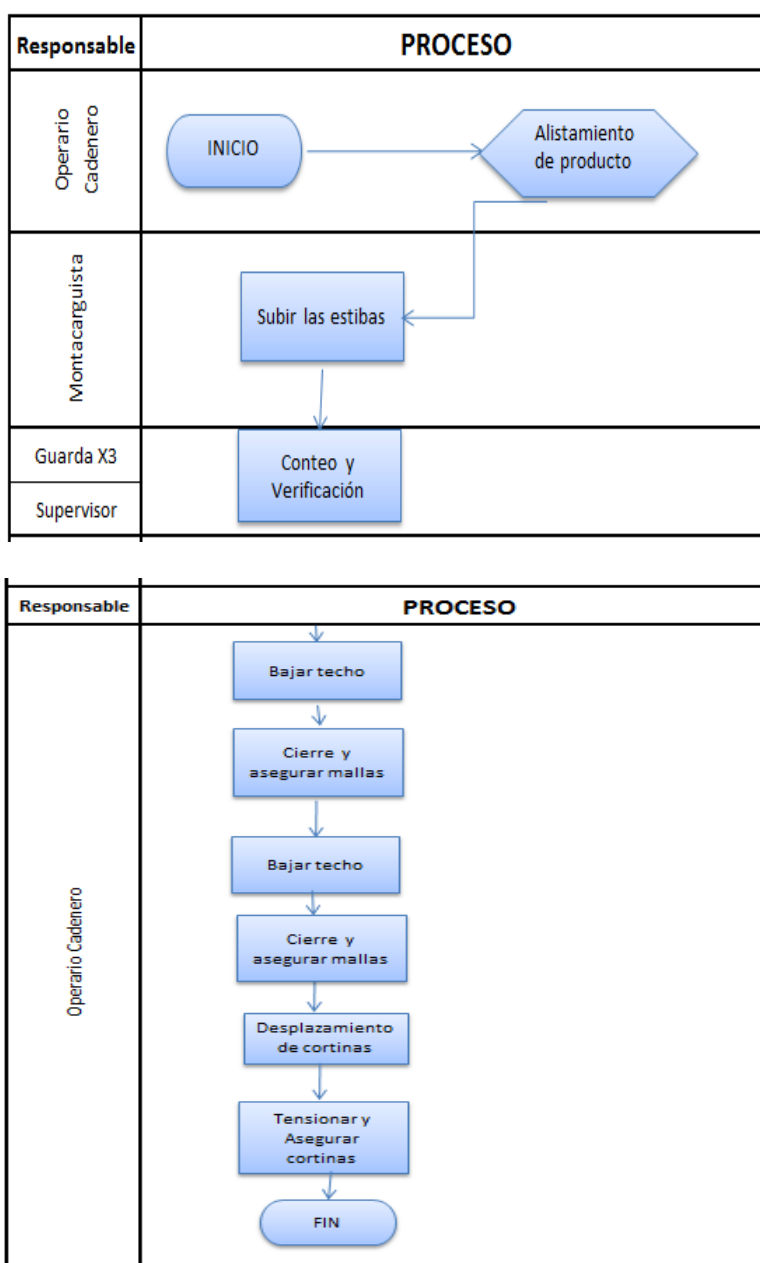 Responsable
PROCESO
Operario
Cadenero
INICIO
Alistamiento
de producto
Montacarguista
Subir las estibas
Guarda X3
Supervisor
Conteo y
Verificación
Responsable
PROCESO
Operario Cadenero
Bajar techo
Cierre y
asegurar mallas
Bajar techo
Cierre y
asegurar mallas
Desplazamiento
de cortinas
Tensionar y
Asegurar
cortinas
FIN